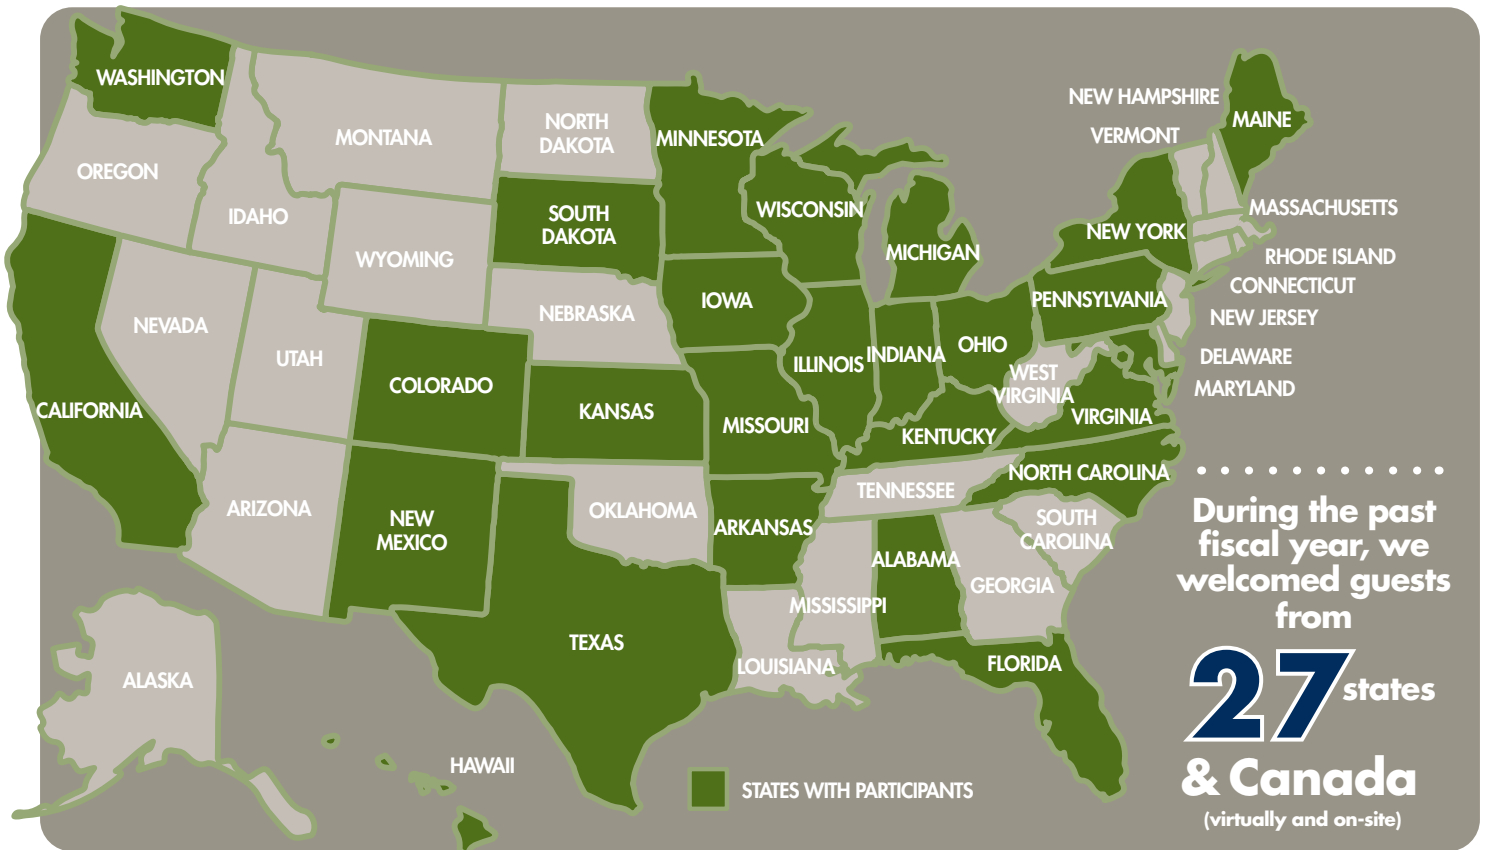 WASHINGTON
OREGON
CALIFORNIA
IDAHO
NEVADA
MONTANA
WYOMING
UTAH
ARIZONA
COLORADO
NEW
MEXICO
NORTH
DAKOTA
SOUTH
DAKOTA
NEBRASKA
KANSAS
OKLAHOMA
TEXAS
MINNESOTA
IOWA
MISSOURI
ARKANSAS
LOUISIANA
WISCONSIN
ILLINOIS
MICHIGAN
INDIANA
OHIO
KENTUCKY
TENNESSEE
MISSISSIPPI
ALABAMA
GEORGIA
FLORIDA
SOUTH
CAROLINA
NORTH CAROLINA
VIRGINIA
WEST
VIRGINIA
PENNSYLVANIA
NEW YORK
NEW HAMPSHIRE
VERMONT
MAINE
MASSACHUSETTS
RHODE ISLAND
CONNECTICUT
NEW JERSEY
DELAWARE
MARYLAND
ALASKA
HAWAII
STATES WITH PARTICIPANTS
During the past
fiscal year, we
welcomed guests
from
27 states
& Canada
(virtually and on-site)